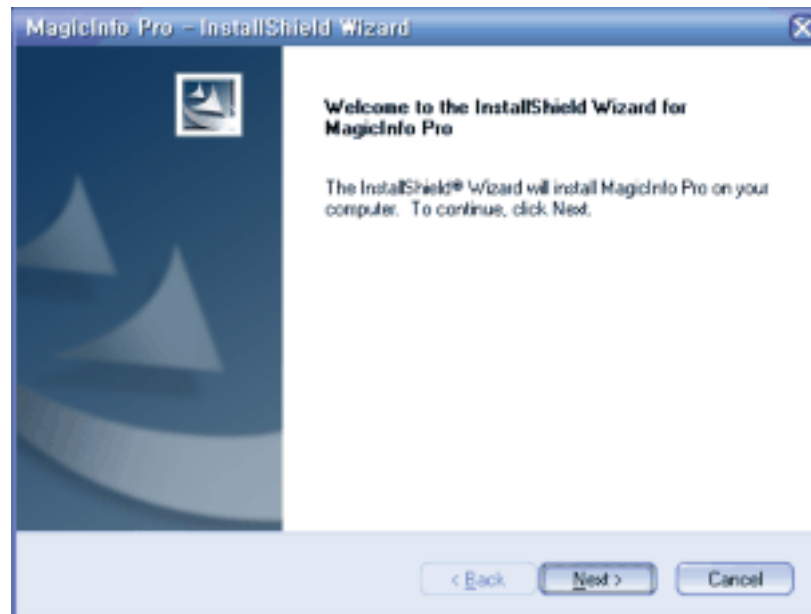 MagicInfo Pro - InstallShield Wizard
Welcome to the InstallShield Wizard for
MagicInfo Pro
The InstallShield® Wizard will install MagicInfo Pro on your
computer. To continue, click Next.
< Back
Next >
Cancel